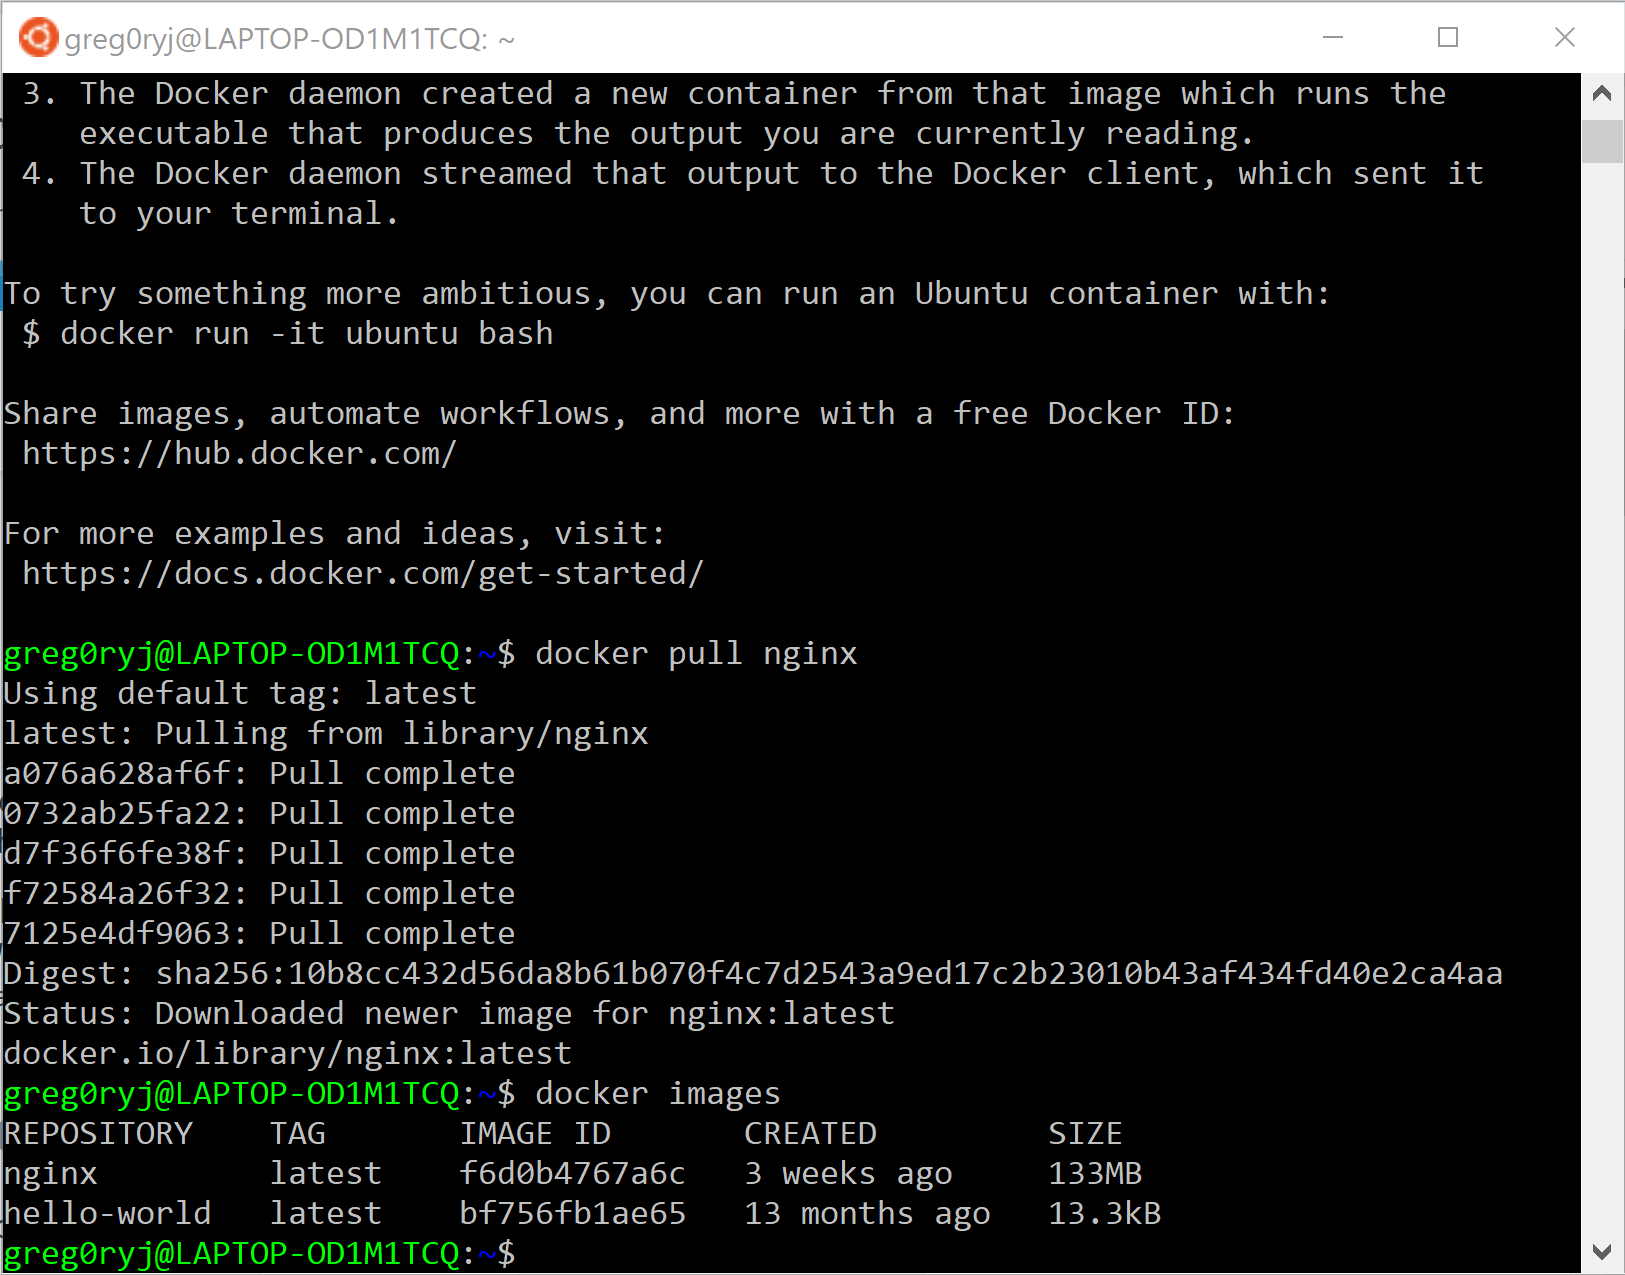 greg0ryj@LAPTOP-OD1M1TCQ: ~
 3. The Docker daemon created a new container from that image which runs the
    executable that produces the output you are currently reading.
 4. The Docker daemon streamed that output to the Docker client, which sent it
    to your terminal.

To try something more ambitious, you can run an Ubuntu container with:
 $ docker run -it ubuntu bash

Share images, automate workflows, and more with a free Docker ID:
 https://hub.docker.com/

For more examples and ideas, visit:
 https://docs.docker.com/get-started/

greg0ryj@LAPTOP-OD1M1TCQ:~$ docker pull nginx
Using default tag: latest
latest: Pulling from library/nginx
a076a628af6f: Pull complete
0732ab25fa22: Pull complete
d7f36f6fe38f: Pull complete
f72584a26f32: Pull complete
7125e4df9063: Pull complete
Digest: sha256:10b8cc432d56da8b61b070f4c7d2543a9ed17c2b23010b43af434fd40e2ca4aa
Status: Downloaded newer image for nginx:latest
docker.io/library/nginx:latest
greg0ryj@LAPTOP-OD1M1TCQ:~$ docker images
REPOSITORY    TAG       IMAGE ID       CREATED         SIZE
nginx         latest    f6d0b4767a6c   3 weeks ago     133MB
hello-world   latest    bf756fb1ae65   13 months ago   13.3kB
greg0ryj@LAPTOP-OD1M1TCQ:~$